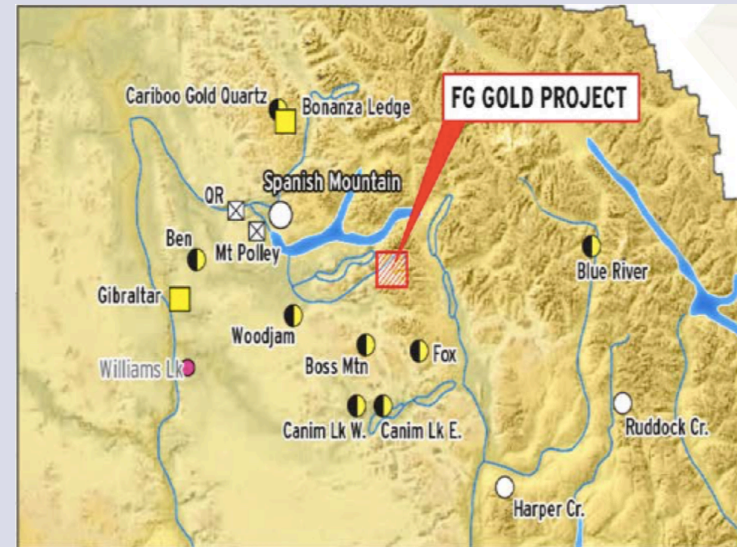 FG GOLD PROJECT
Cariboo Gold Quartz
Bonanza Ledge
Spanish Mountain
QR
Mt Polley
Ben
Blue River
Gibraltar
Woodjam
Boss Mtn
Fox
Williams Lk
Canim Lk W.
Canim Lk E.
Ruddock Cr.
Harper Cr.